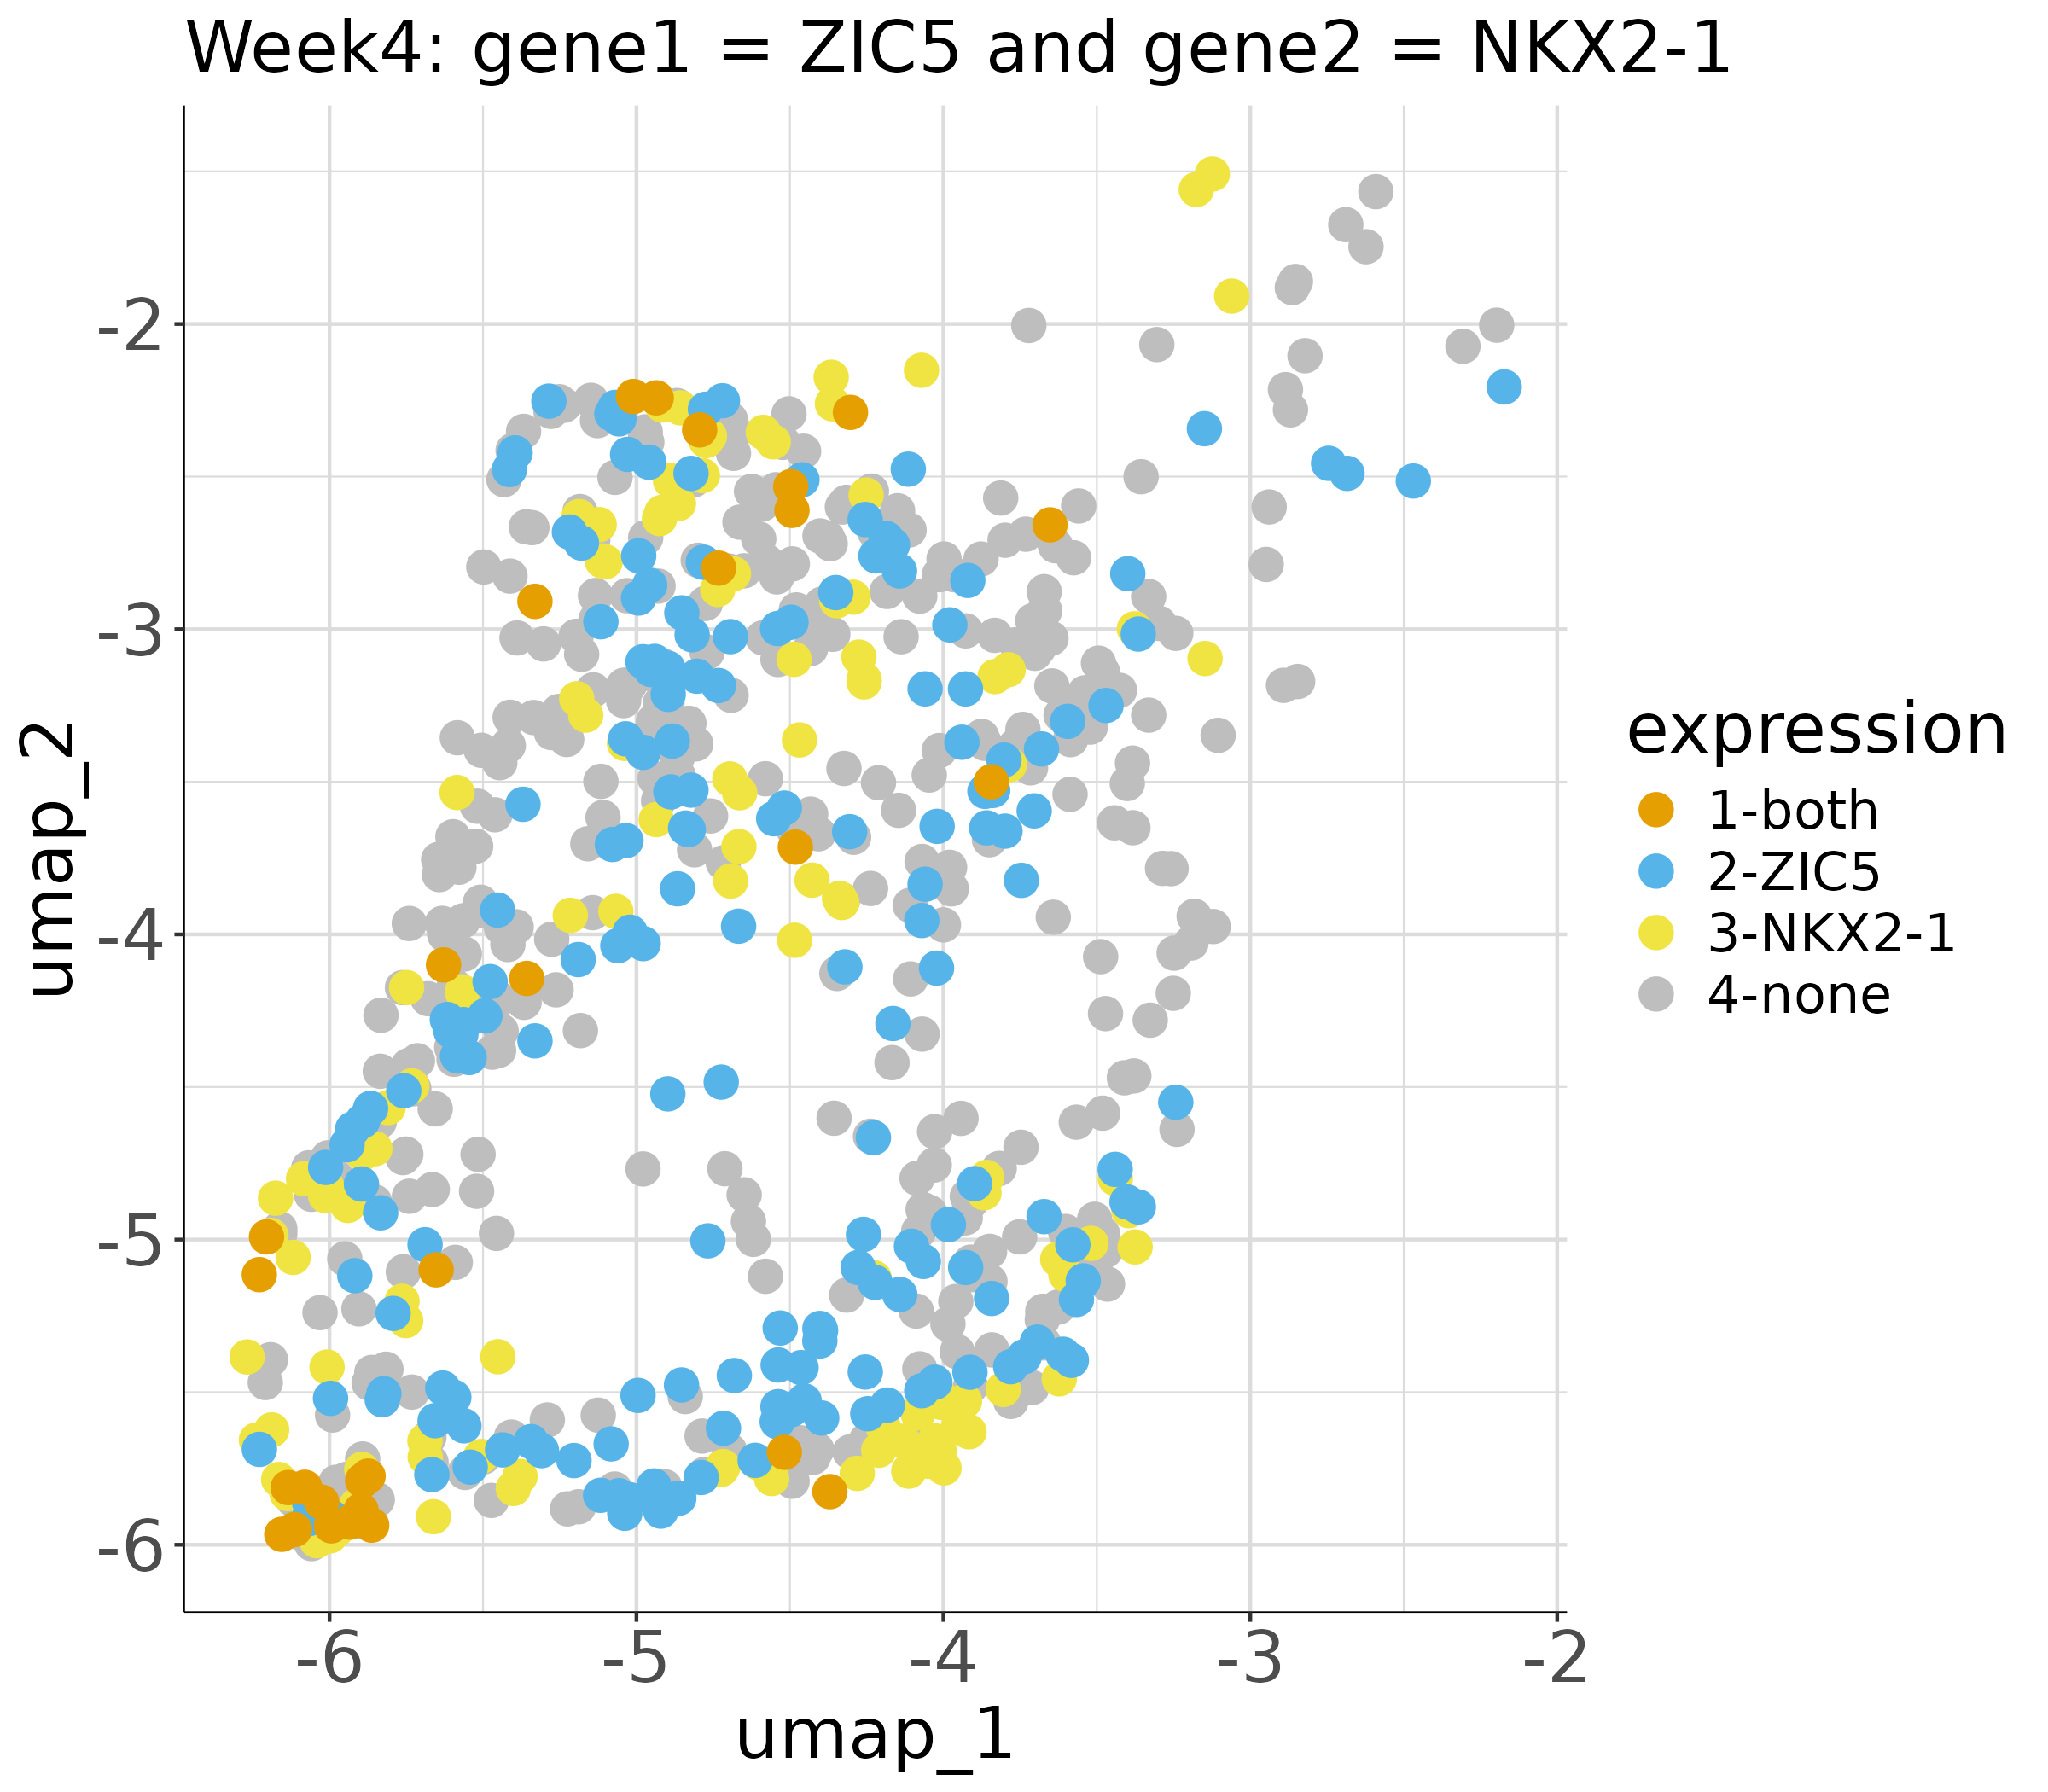 Week4: gene1 = ZIC5 and gene2 = NKX2-1
umap_2
-2
-3
-4
-5
-6
-6 -5 -4 -3 -2
umap_1
expression
1-both
2-ZIC5
3-NKX2-1
4-none